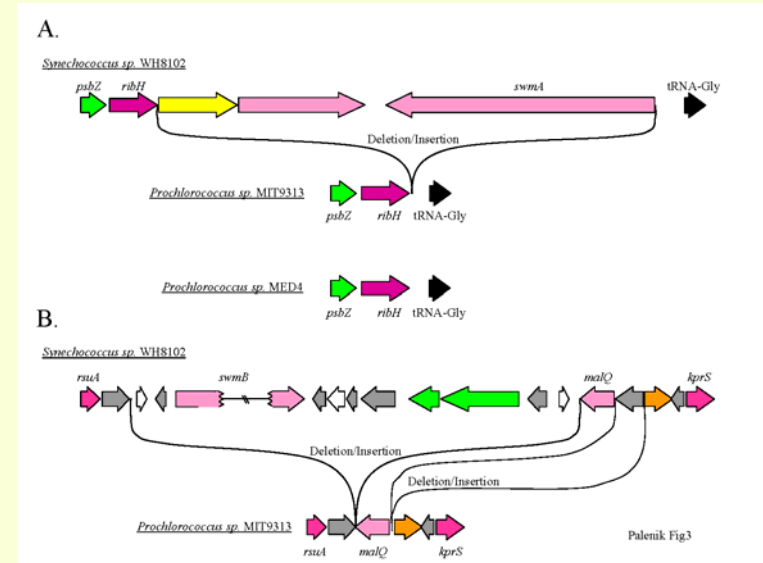 A.
Synechococcus sp. WH8102
psbZ ribH swmA tRNA-Gly
Deletion/Insertion
Prochlorococcus sp. MIT9313
psbZ ribH tRNA-Gly
Prochlorococcus sp. MED4
psbZ ribH tRNA-Gly
B.
Synechococcus sp. WH8102
rsuA swmB malQ kprS
Deletion/Insertion
Deletion/Insertion
Prochlorococcus sp. MIT9313
Palenik Fig3
rsuA malQ kprS